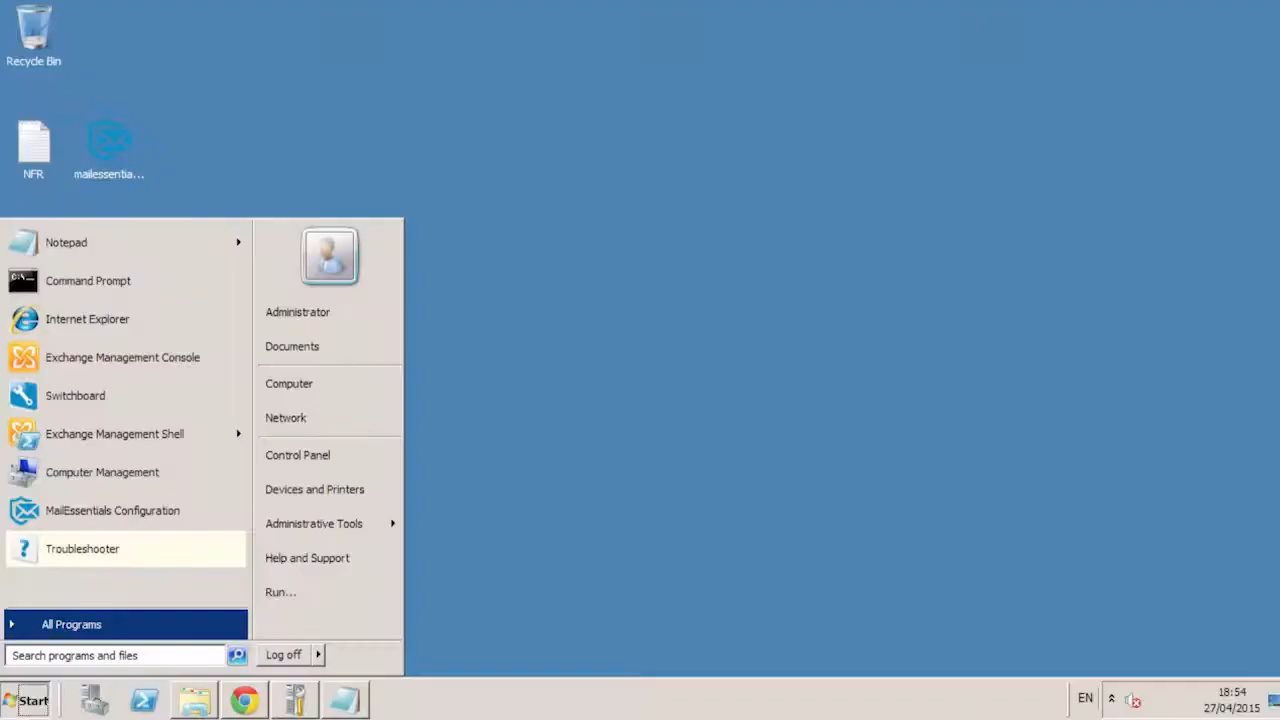 Recycle Bin
NFR
mailessentia...
Notepad
Command Prompt
Internet Explorer
Exchange Management Console
Switchboard
Exchange Management Shell
Computer Management
MailEssentials Configuration
Troubleshooter
All Programs
Search programs and files
Administrator
Documents
Computer
Network
Control Panel
Devices and Printers
Administrative Tools
Help and Support
Run...
Log off
Start
EN
18:54
27/04/2015